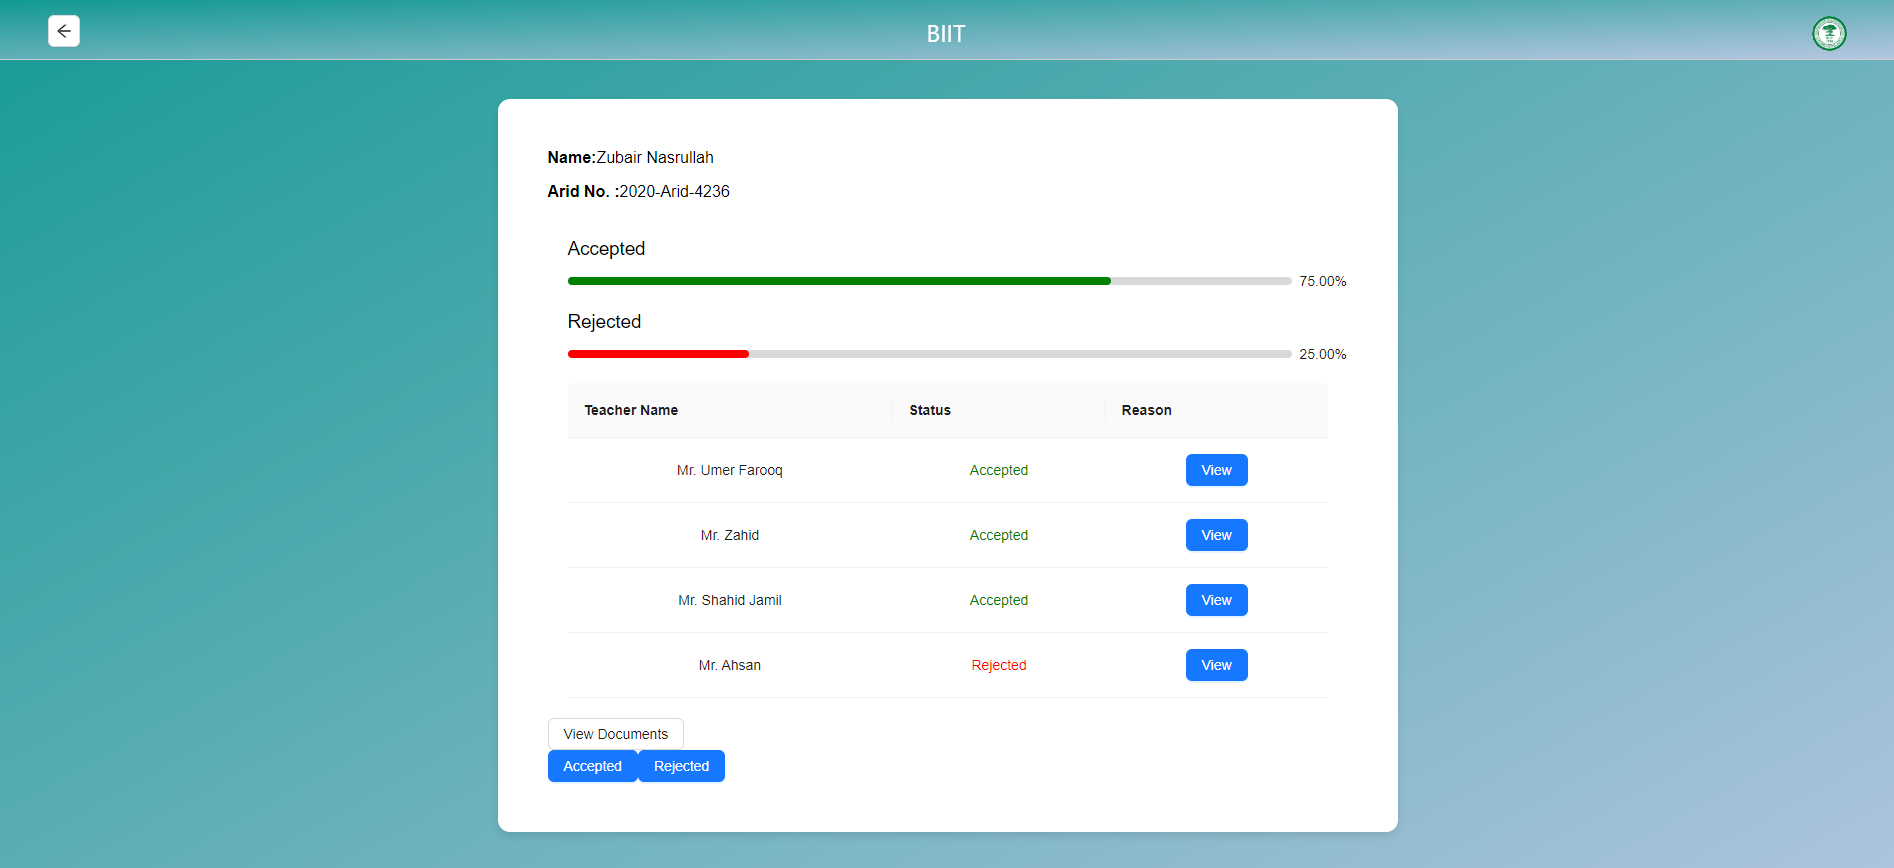 BIIT
Name:Zubair Nasrullah
Arid No. :2020-Arid-4236
Accepted
75.00%
Rejected
25.00%
Teacher Name Status Reason
Mr. Umer Farooq Accepted View
Mr. Zahid Accepted View
Mr. Shahid Jamil Accepted View
Mr. Ahsan Rejected View
View Documents
Accepted Rejected